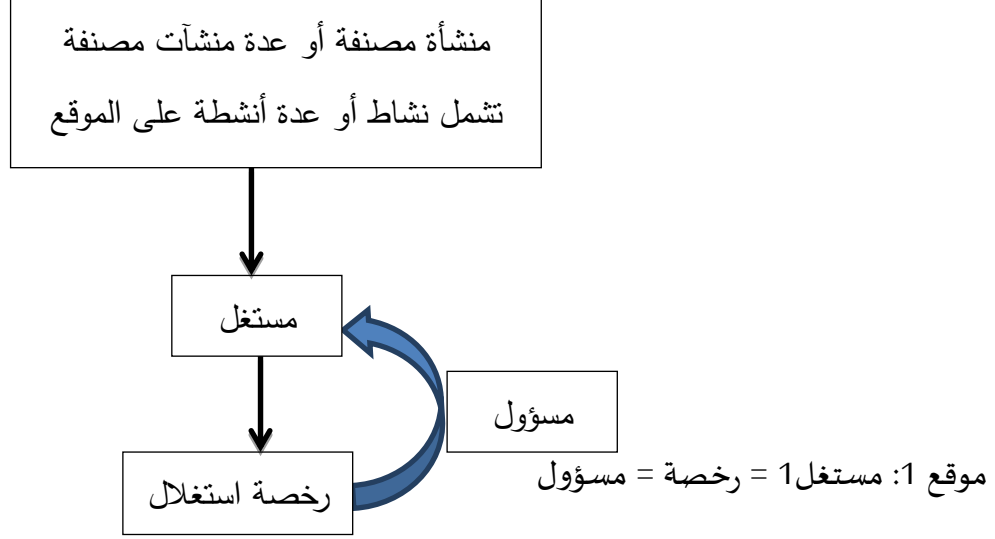 منشأة مصنفة أو عدة منشآت مصنفة
تشمل نشاط أو عدة أنشطة على الموقع
مستغل
مسؤول
رخصة استغلال
موقع 1: مستغل1 = رخصة = مسؤول